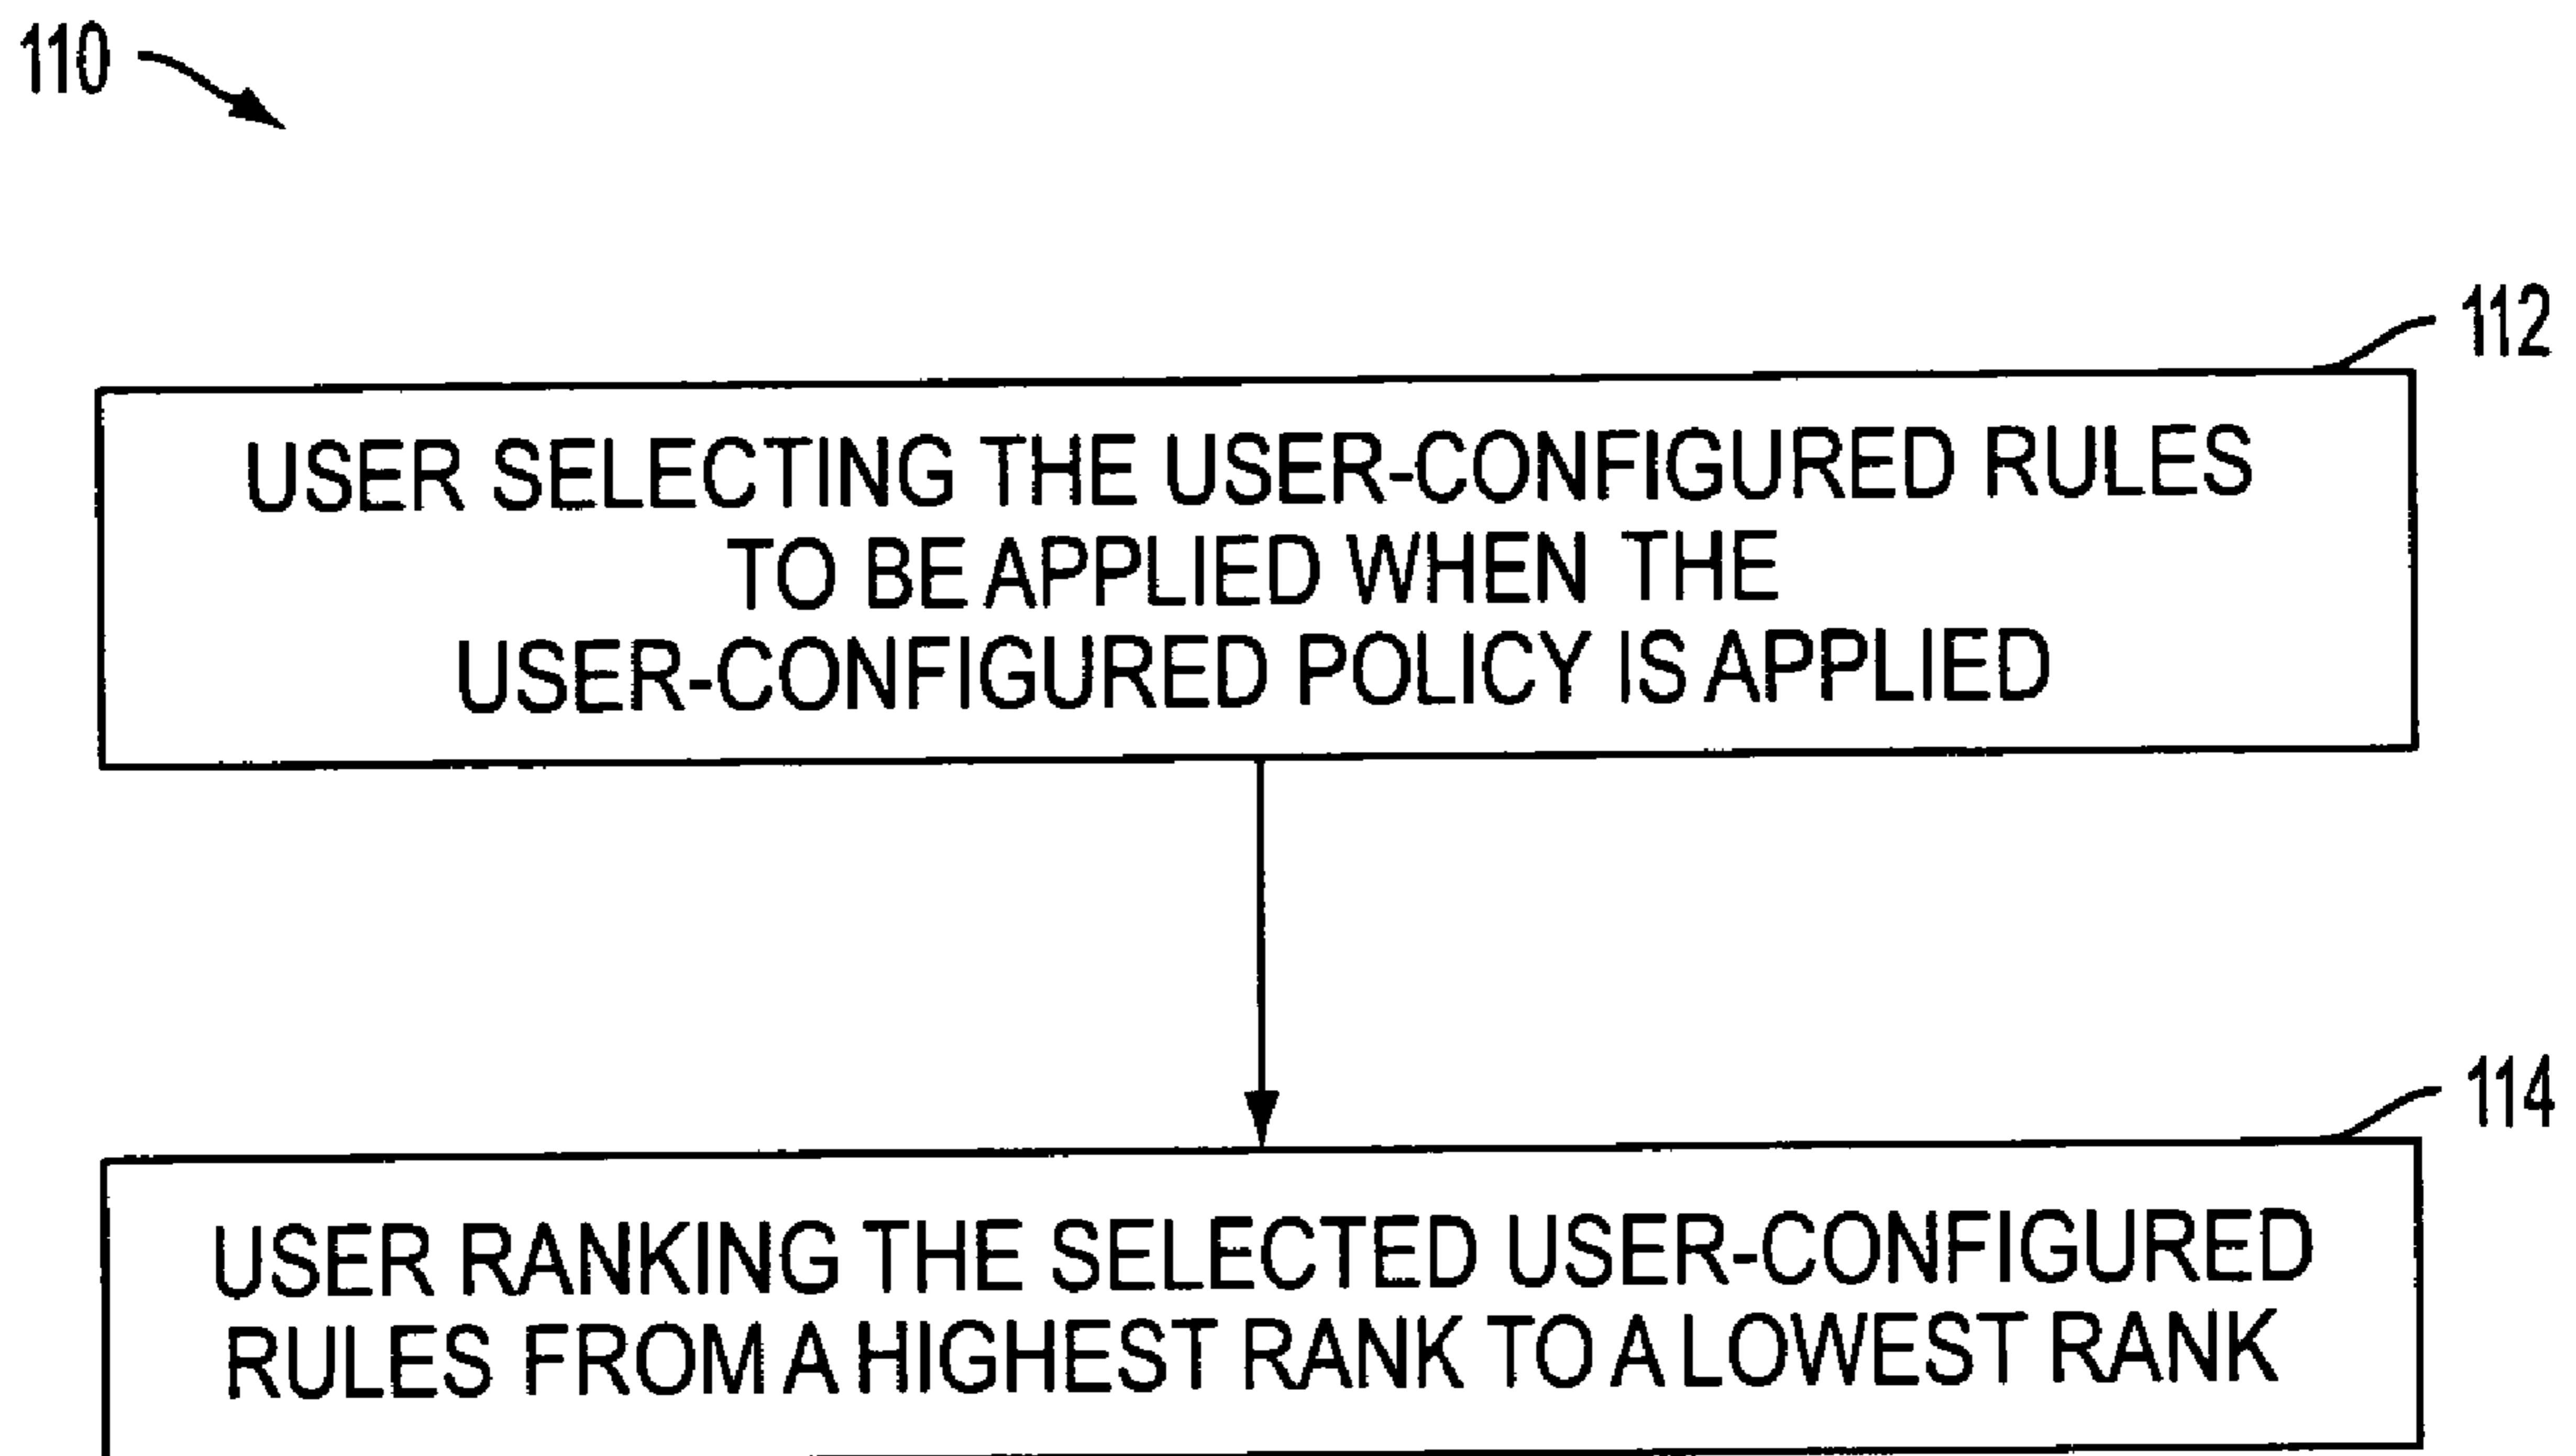 110
112
USER SELECTING THE USER-CONFIGURED RULES
TO BE APPLIED WHEN THE
USER-CONFIGURED POLICY IS APPLIED
114
USER RANKING THE SELECTED USER-CONFIGURED
RULES FROM A HIGHEST RANK TO A LOWEST RANK